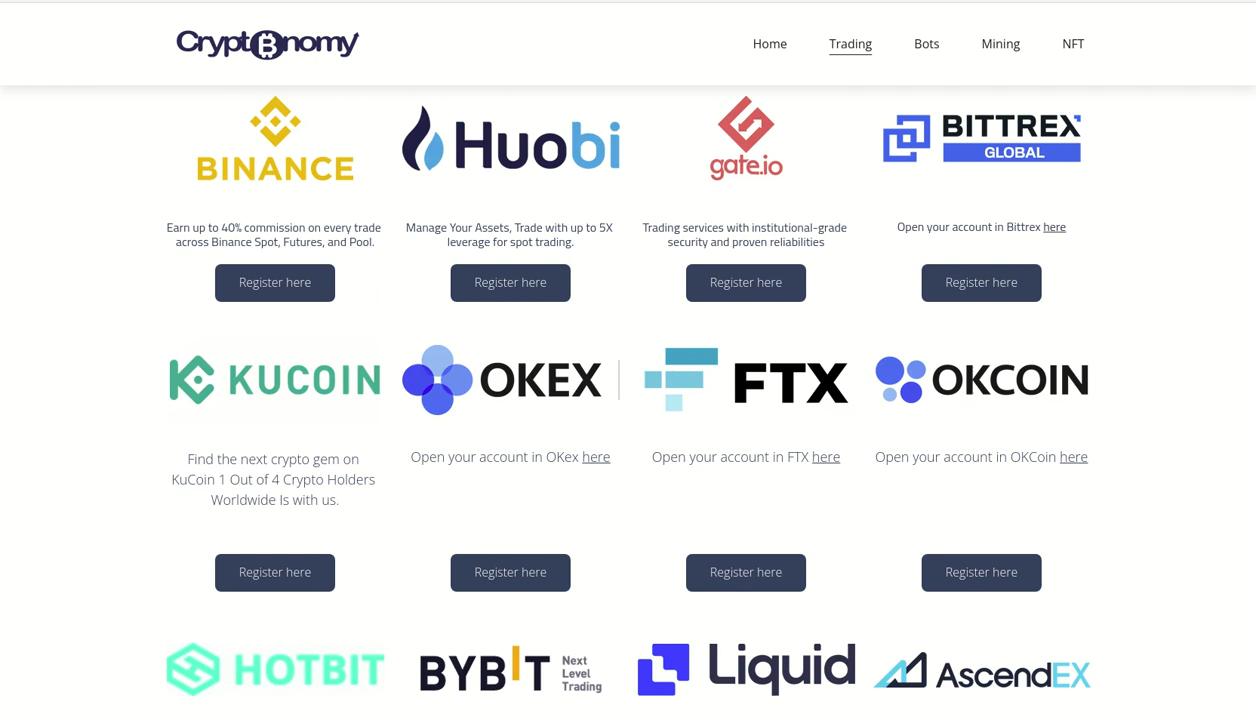 CryptBnomy
Home Trading Bots Mining NFT
BINANCE
Huobi
gate.io
BITTREX
GLOBAL
Earn up to 40% commission on every trade
across Binance Spot, Futures, and Pool.
Manage Your Assets, Trade with up to 5X
leverage for spot trading.
Trading services with institutional-grade
security and proven reliabilities
Open your account in Bittrex here
Register here
Register here
Register here
Register here
KUCOIN
OKEX
FTX
OKCOIN
Find the next crypto gem on
KuCoin 1 Out of 4 Crypto Holders
Worldwide Is with us.
Open your account in OKex here
Open your account in FTX here
Open your account in OKCoin here
Register here
Register here
Register here
Register here
HOTBIT
BYBIT
Next
Level
Trading
Liquid
AscendEX